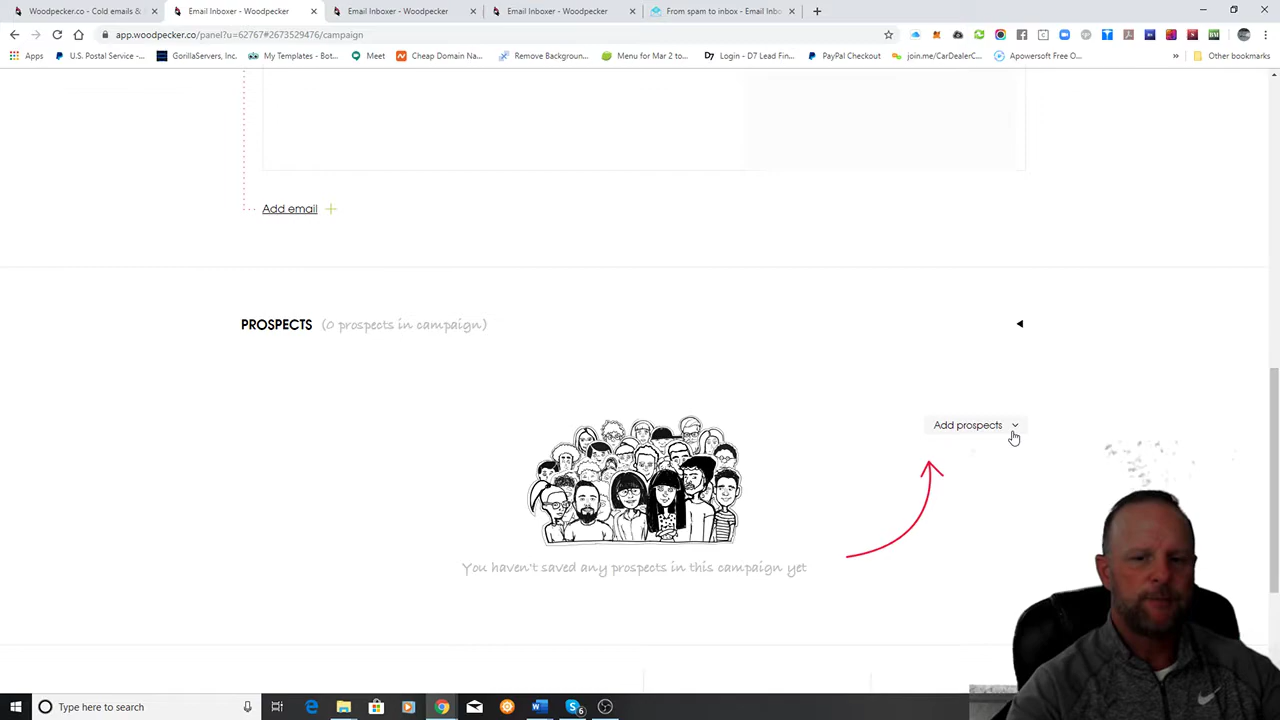 Woodpecker.co - Cold emails & 
Email Inboxer - Woodpecker
Email Inboxer - Woodpecker
Email Inboxer - Woodpecker
From spam to inbox - Email Inbo
app.woodpecker.co/panel?u=62767#2673529476/campaign
Apps
U.S. Postal Service -...
GorillaServers, Inc.
My Templates - Bot...
Meet
Cheap Domain Na...
Remove Backgroun...
Menu for Mar 2 to...
Login - D7 Lead Fin...
PayPal Checkout
join.me/CarDealerC...
Apowersoft Free O...
»
Other bookmarks
Add email +
PROSPECTS (0 prospects in campaign)
Add prospects
You haven't saved any prospects in this campaign yet
Type here to search